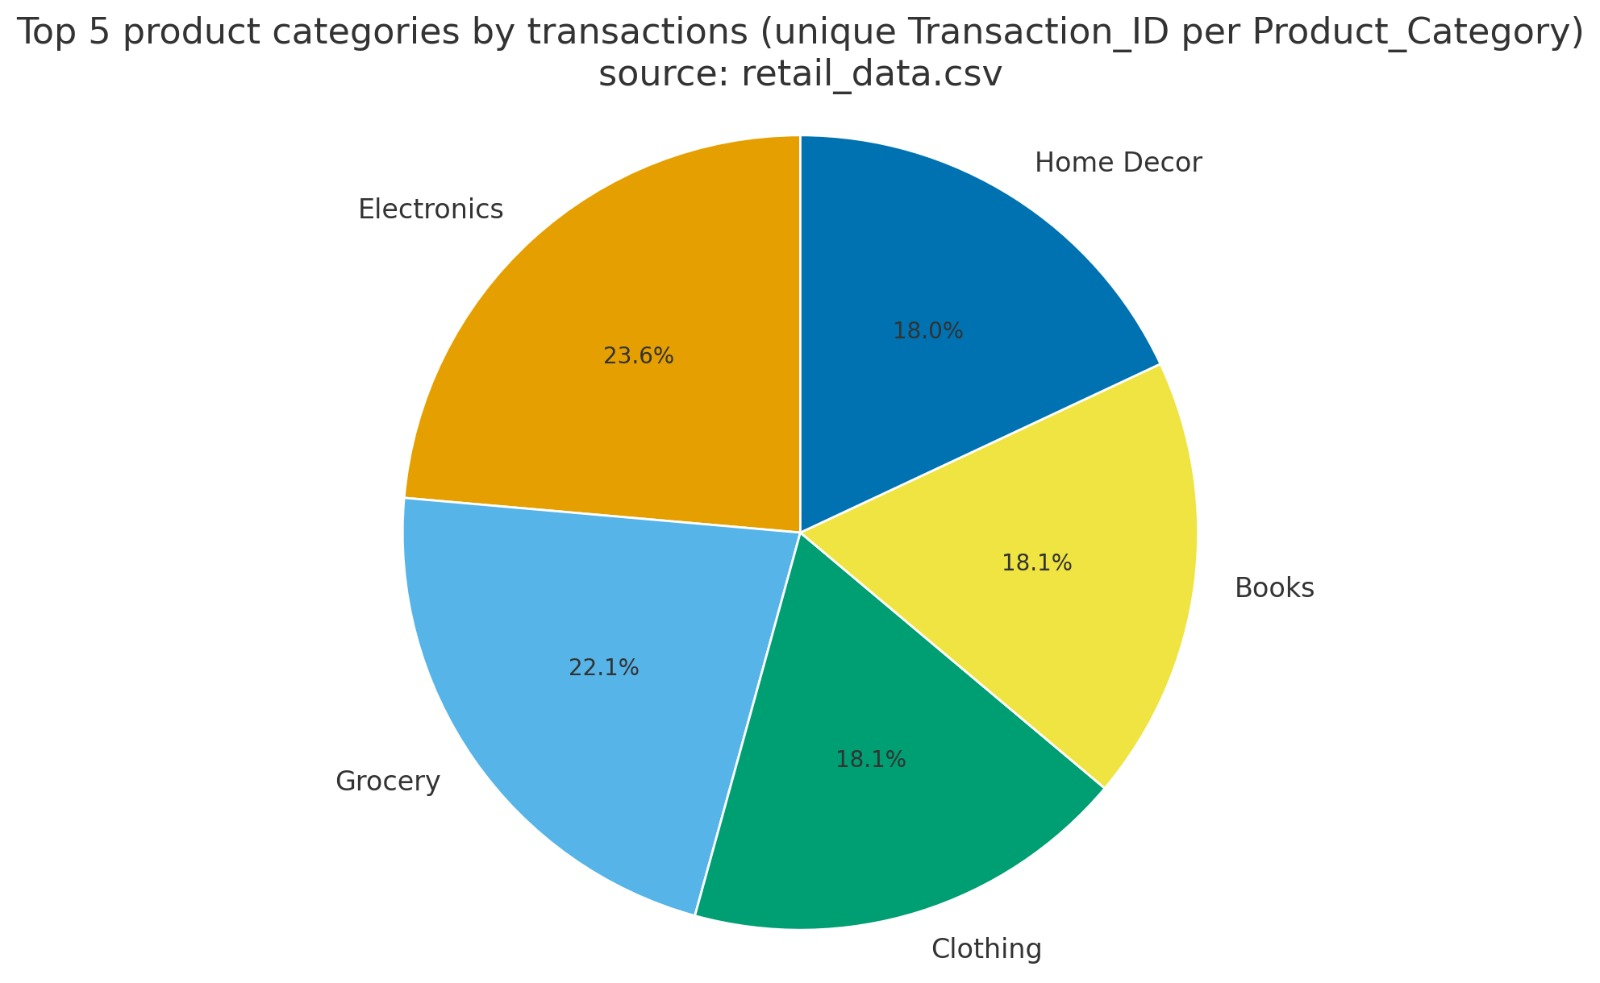 Top 5 product categories by transactions (unique Transaction_ID per Product_Category)
source: retail_data.csv
Home Decor
Electronics
18.0%
23.6%
18.1%
Books
22.1%
18.1%
Grocery
Clothing